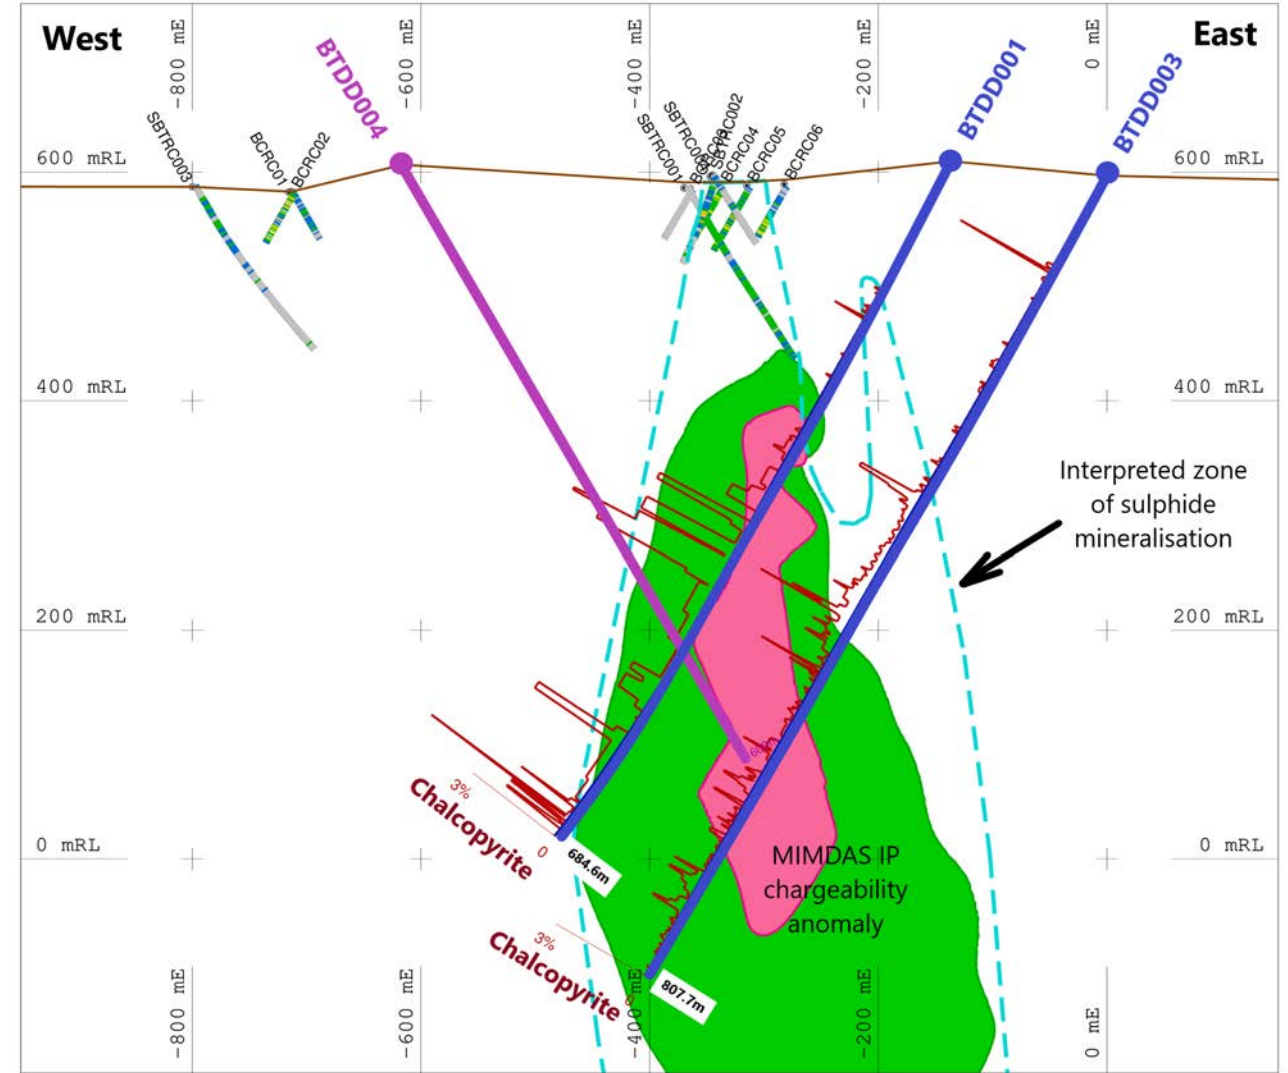 West
East
-800 mE
-600 mE
-400 mE
-200 mE
0 mE
BTDD004
BTDD001
BTDD003
SBTRC003
BCRC01
BCRC02
SBTRC001
SBTRC002
BCRC04
BCRC05
BCRC06
600 mRL
600 mRL
400 mRL
400 mRL
Interpreted zone
of sulphide
mineralisation
200 mRL
200 mRL
3%
Chalcopyrite
0
684.6m
0 mRL
0 mRL
MIMDAS IP
chargeability
anomaly
3%
Chalcopyrite
0
807.7m
-800 mE
-600 mE
-400 mE
-200 mE
0 mE